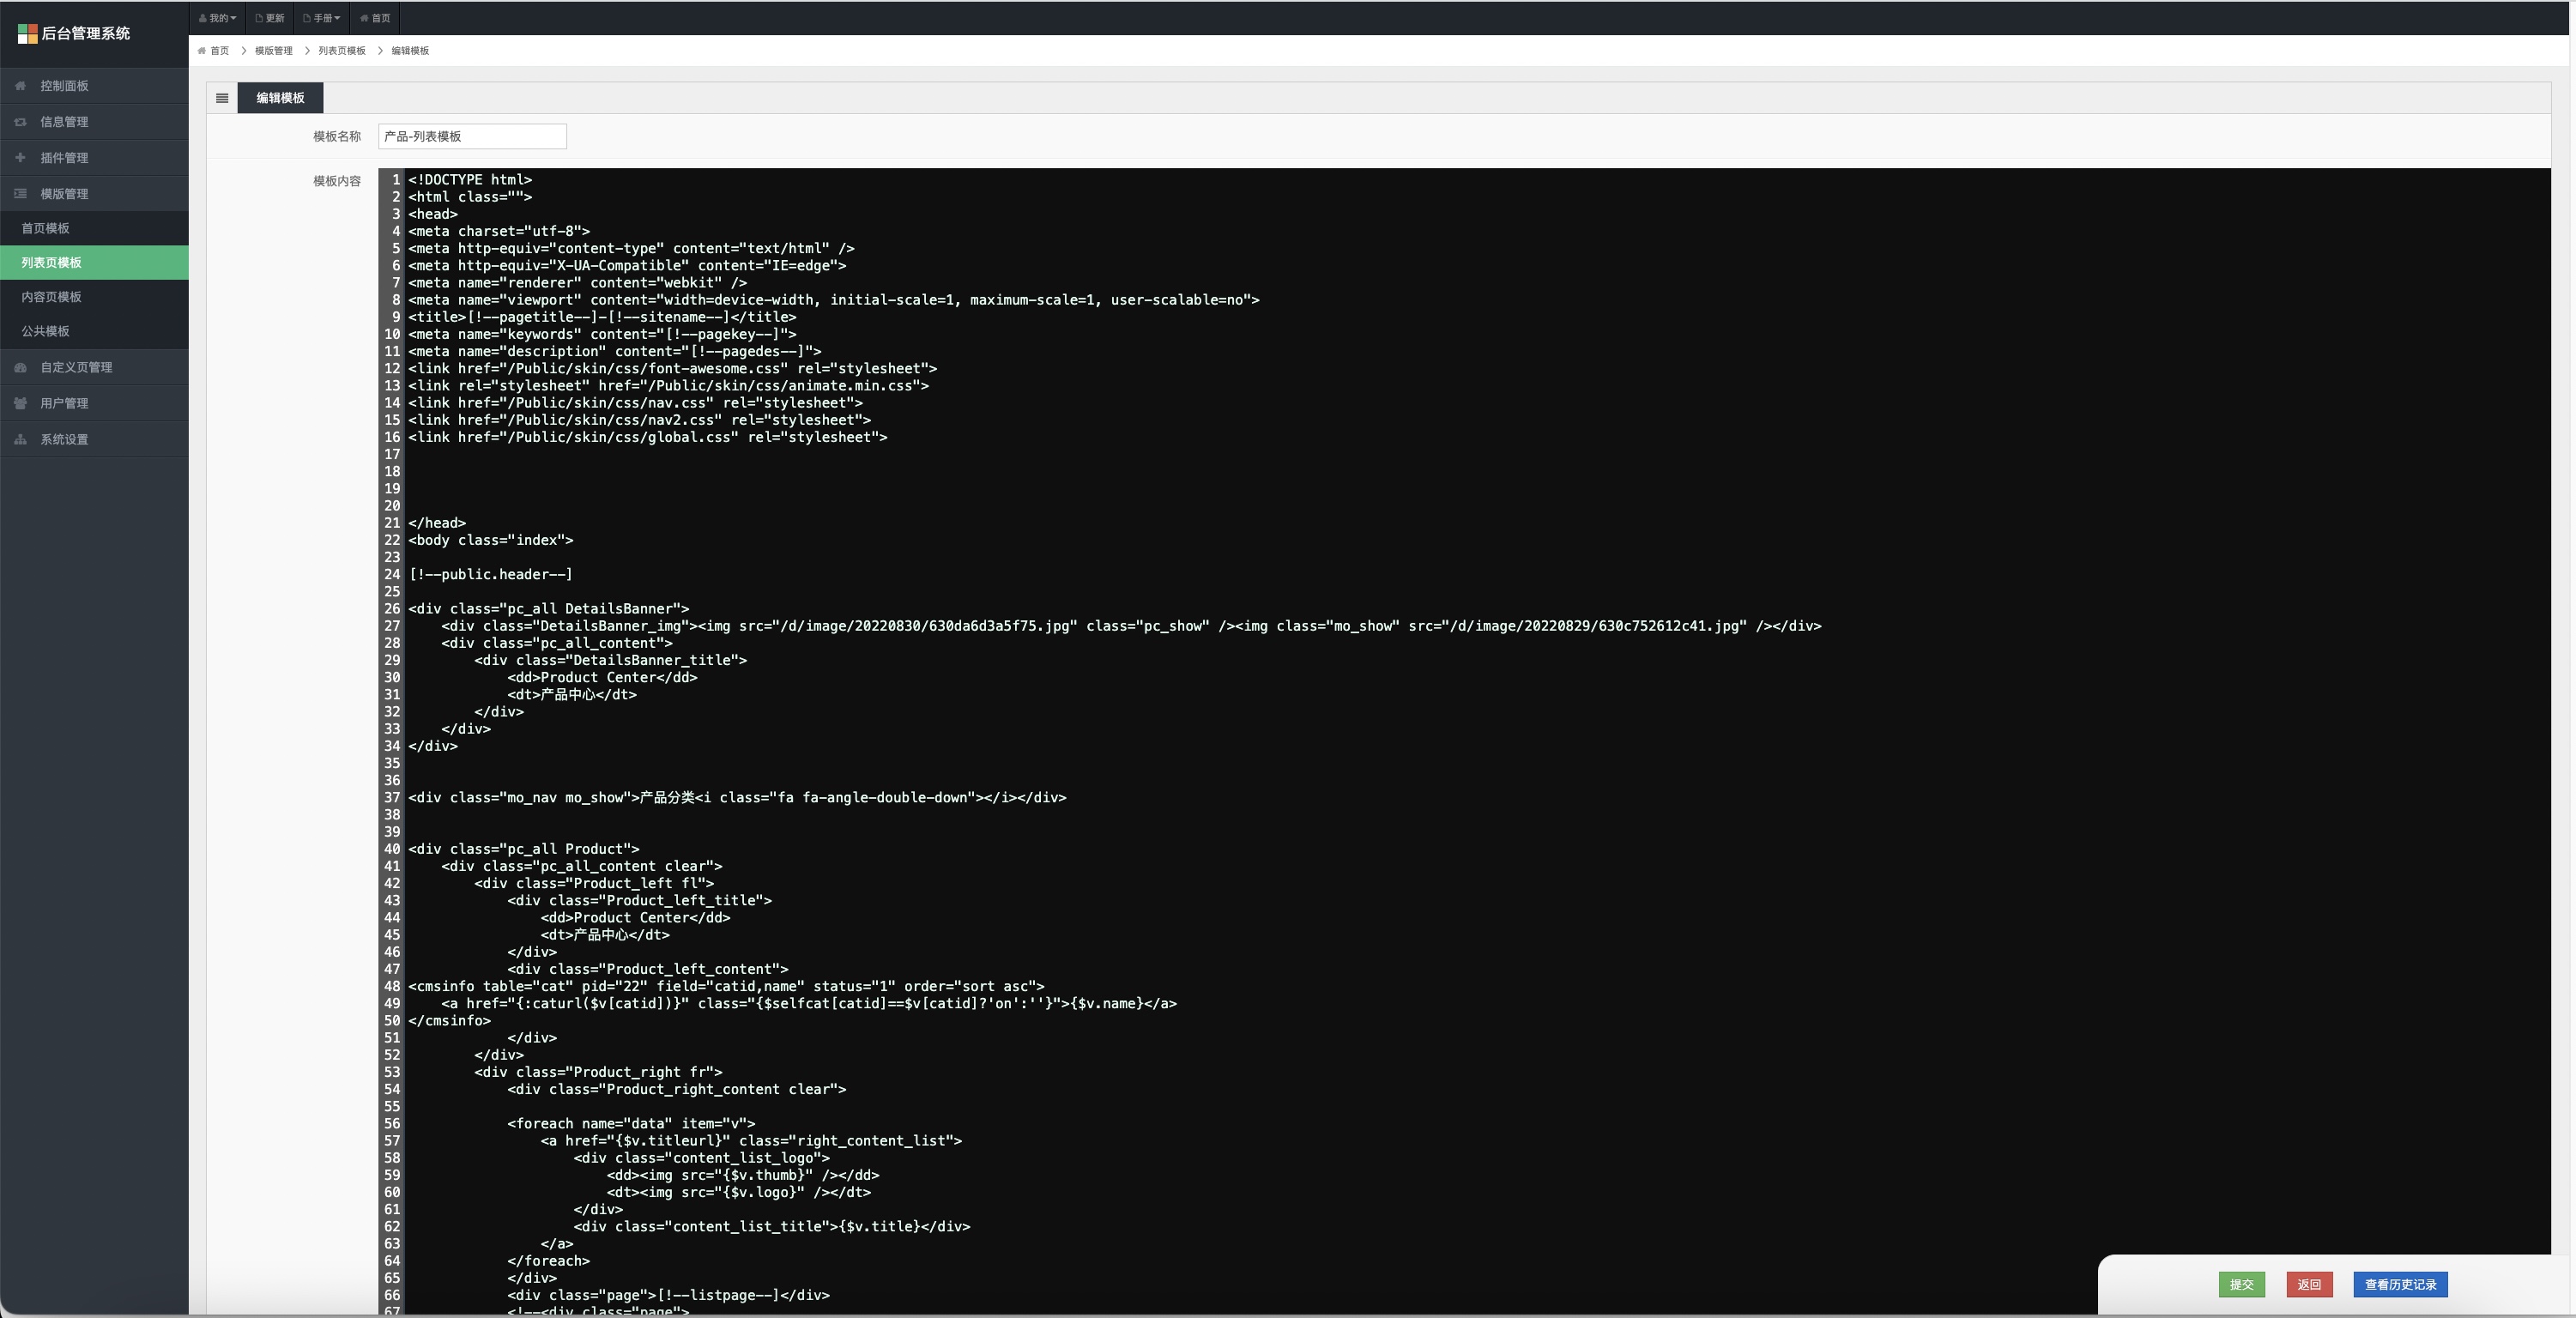 后台管理系统
我的 更新 手册 首页
首页 模版管理 列表页模板 编辑模板
控制面板
信息管理
插件管理
模版管理
首页模板
列表页模板
内容页模板
公共模板
自定义页管理
用户管理
系统设置
编辑模板
模板名称 产品-列表模板
模板内容
1 <!DOCTYPE html>
2 <html class="">
3 <head>
4 <meta charset="utf-8">
5 <meta http-equiv="content-type" content="text/html" />
6 <meta http-equiv="X-UA-Compatible" content="IE=edge">
7 <meta name="renderer" content="webkit" />
8 <meta name="viewport" content="width=device-width, initial-scale=1, maximum-scale=1, user-scalable=no">
9 <title>[!--pagetitle--]-[!--sitename--]</title>
10 <meta name="keywords" content="[!--pagekey--]">
11 <meta name="description" content="[!--pagedes--]">
12 <link href="/Public/skin/css/font-awesome.css" rel="stylesheet">
13 <link rel="stylesheet" href="/Public/skin/css/animate.min.css">
14 <link href="/Public/skin/css/nav.css" rel="stylesheet">
15 <link href="/Public/skin/css/nav2.css" rel="stylesheet">
16 <link href="/Public/skin/css/global.css" rel="stylesheet">
17
18
19
20
21 </head>
22 <body class="index">
23
24 [!--public.header--]
25
26 <div class="pc_all DetailsBanner">
27 <div class="DetailsBanner_img"><img src="/d/image/20220830/630da6d3a5f75.jpg" class="pc_show" /><img class="mo_show" src="/d/image/20220829/630c752612c41.jpg" /></div>
28 <div class="pc_all_content">
29 <div class="DetailsBanner_title">
30 <dd>Product Center</dd>
31 <dt>产品中心</dt>
32 </div>
33 </div>
34 </div>
35
36
37 <div class="mo_nav mo_show">产品分类<i class="fa fa-angle-double-down"></i></div>
38
39
40 <div class="pc_all Product">
41 <div class="pc_all_content clear">
42 <div class="Product_left fl">
43 <div class="Product_left_title">
44 <dd>Product Center</dd>
45 <dt>产品中心</dt>
46 </div>
47 <div class="Product_left_content">
48 <cmsinfo table="cat" pid="22" field="catid,name" status="1" order="sort asc">
49 <a href="{:caturl($v[catid])}" class="{$selfcat[catid]==$v[catid]?'on':''}">{$v.name}</a>
50 </cmsinfo>
51 </div>
52 </div>
53 <div class="Product_right fr">
54 <div class="Product_right_content clear">
55
56 <foreach name="data" item="v">
57 <a href="{$v.titleurl}" class="right_content_list">
58 <div class="content_list_logo">
59 <dd><img src="{$v.thumb}" /></dd>
60 <dt><img src="{$v.logo}" /></dt>
61 </div>
62 <div class="content_list_title">{$v.title}</div>
63 </a>
64 </foreach>
65 </div>
66 <div class="page">[!--listpage--]</div>
67 <!--<div class="page">
提交 返回 查看历史记录